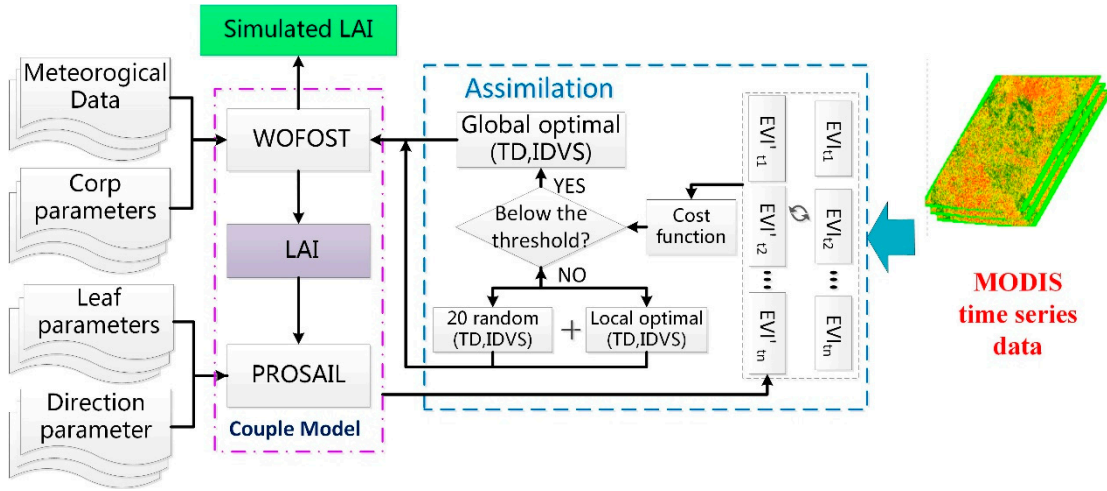 Simulated LAI
Meteorogical
Data
Corp
parameters
Leaf
parameters
Direction
parameter
WOFOST
LAI
PROSAIL
Couple Model
Assimilation
Global optimal
(TD,IDVS)
YES
Below the
threshold?
NO
Cost
function
20 random
(TD,IDVS)
+
Local optimal
(TD,IDVS)
EVI' t1
EVI' t2
•••
EVI' tn
EVIt1
EVIt2
•••
EVItn
MODIS
time series
data